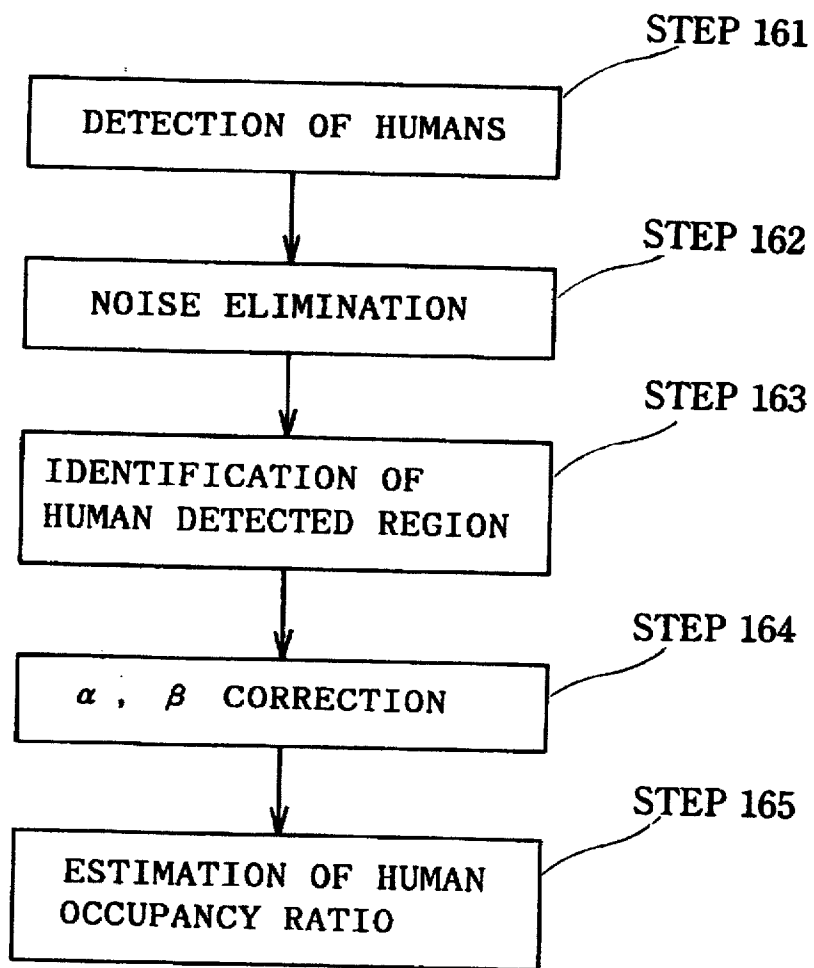 STEP 161
DETECTION OF HUMANS
STEP 162
NOISE ELIMINATION
STEP 163
IDENTIFICATION OF
HUMAN DETECTED REGION
STEP 164
α , β CORRECTION
STEP 165
ESTIMATION OF HUMAN
OCCUPANCY RATIO